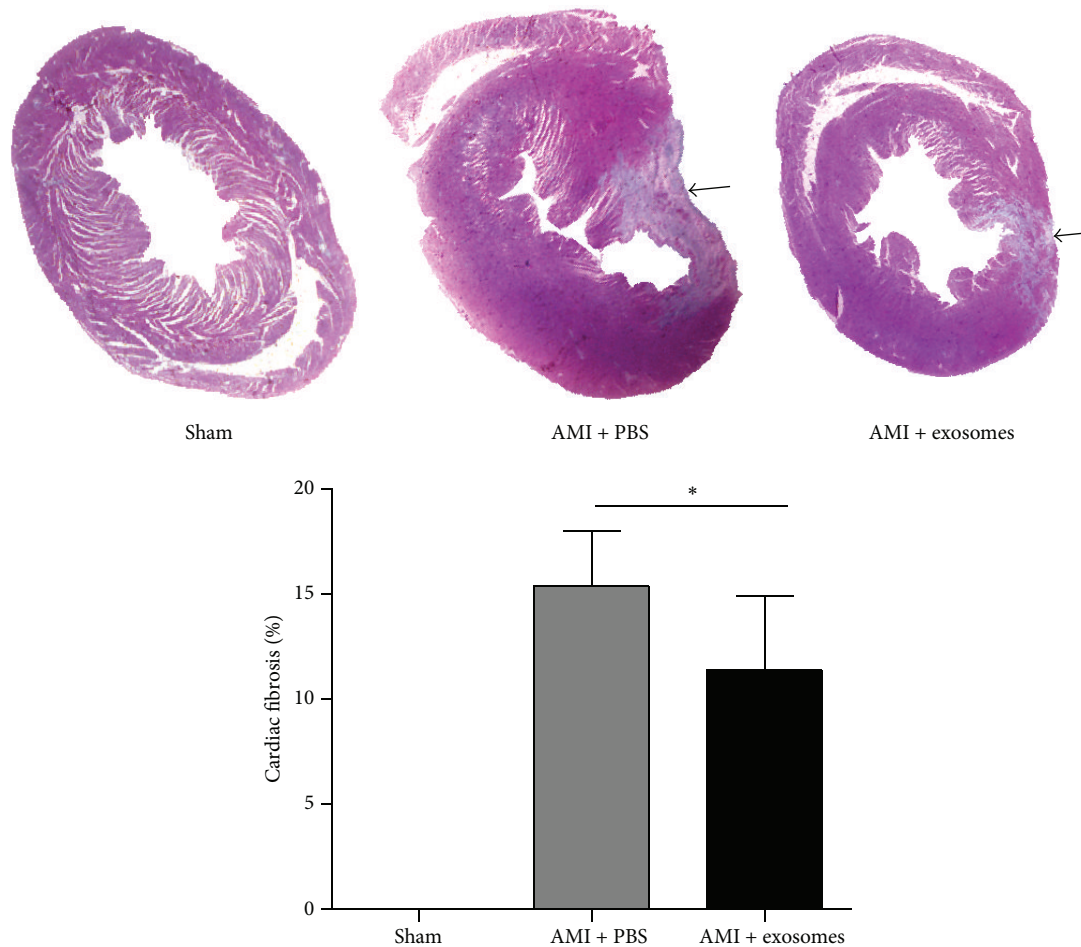 Sham
AMI + PBS
AMI + exosomes
20
*
15
10
5
0
Cardiac fibrosis (%)
Sham
AMI + PBS
AMI + exosomes